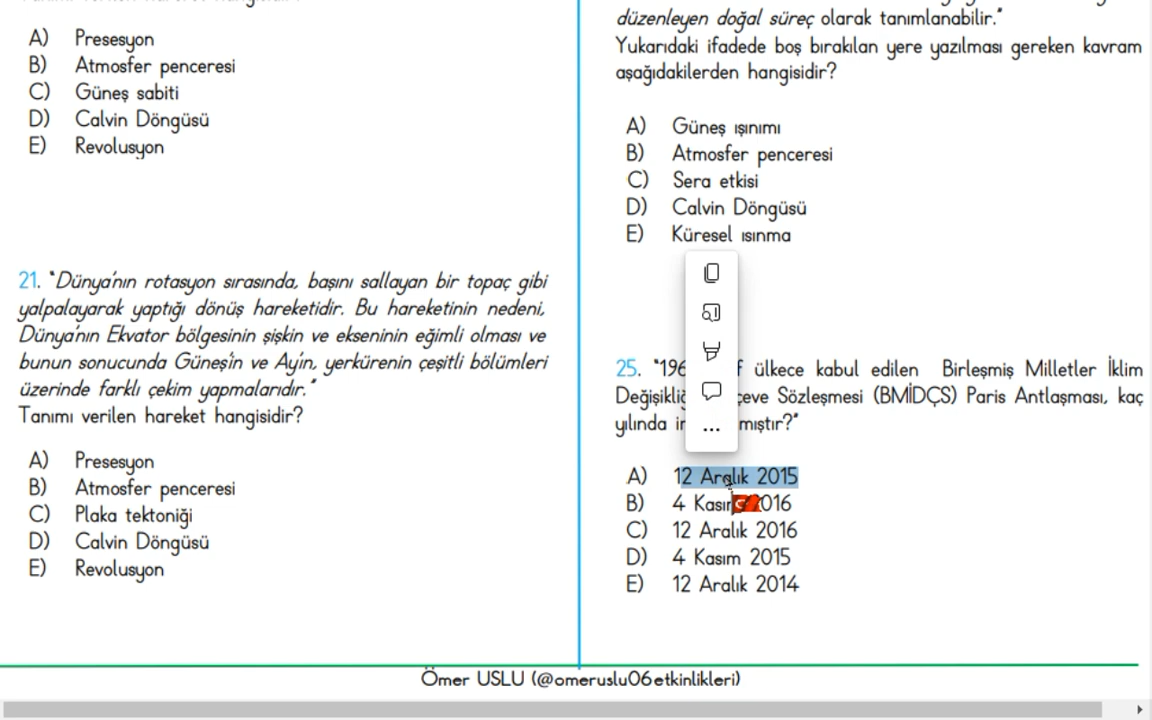 A) Presesyon
B) Atmosfer penceresi
C) Güneş sabiti
D) Calvin Döngüsü
E) Revolusyon
21. "Dünya'nın rotasyon sırasında, başını sallayan bir topaç gibi
yalpalayarak yaptığı dönüş hareketidir. Bu hareketinin nedeni,
Dünya'nın Ekvator bölgesinin şişkin ve ekseninin eğimli olması ve
bunun sonucunda Güneş'in ve Ay'ın, yerkürenin çeşitli bölümleri
üzerinde farklı çekim yapmalarıdır."
Tanımı verilen hareket hangisidir?
A) Presesyon
B) Atmosfer penceresi
C) Plaka tektoniği
D) Calvin Döngüsü
E) Revolusyon
düzenleyen doğal süreç olarak tanımlanabilir."
Yukarıdaki ifadede boş bırakılan yere yazılması gereken kavram
aşağıdakilerden hangisidir?
A) Güneş ışınımı
B) Atmosfer penceresi
C) Sera etkisi
D) Calvin Döngüsü
E) Küresel ısınma
25. "196 ülkece kabul edilen Birleşmiş Milletler İklim
Sözleşmesi (BMİDÇS) Paris Antlaşması, kaç
yılında
A) 12 Aralık 2015
B) 4 2016
C) 12 Aralık 2016
D) 4 Kasım 2015
E) 12 Aralık 2014
Ömer USLU (@omeruslu06etkinlikleri)